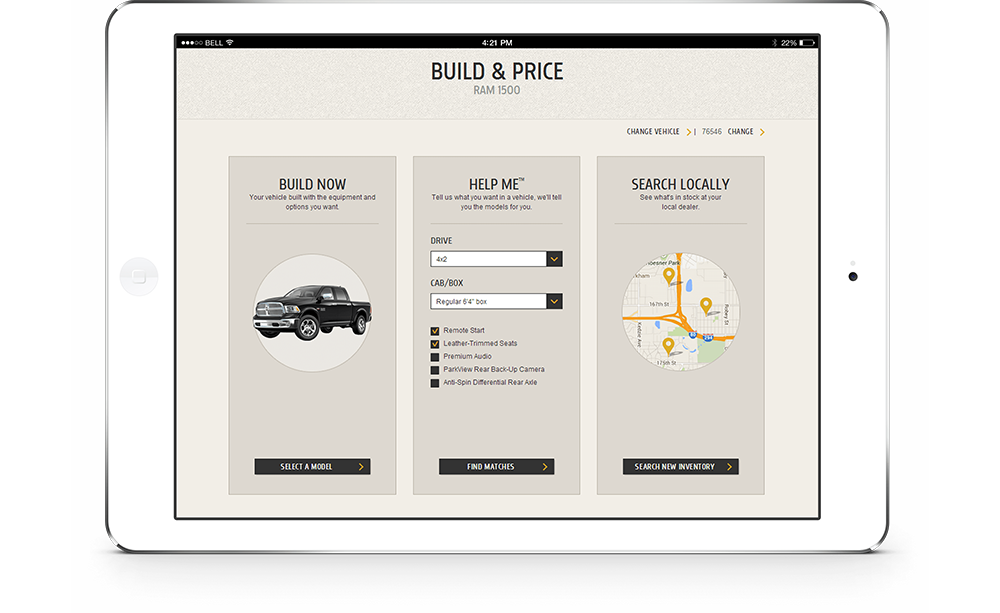 BELL
4:21 PM
22%
BUILD & PRICE
RAM 1500
CHANGE VEHICLE | 76546 CHANGE
BUILD NOW
Your vehicle built with the equipment and
options you want.
SELECT A MODEL
HELP ME™
Tell us what you want in a vehicle, we'll tell
you the models for you.
DRIVE
4x2
CAB/BOX
Regular 6'4" box
Remote Start
Leather-Trimmed Seats
Premium Audio
ParkView Rear Back-Up Camera
Anti-Spin Differential Rear Axle
FIND MATCHES
SEARCH LOCALLY
See what's in stock at your
local dealer.
167th St
Kedzie Ave
80
294
175th St
SEARCH NEW INVENTORY